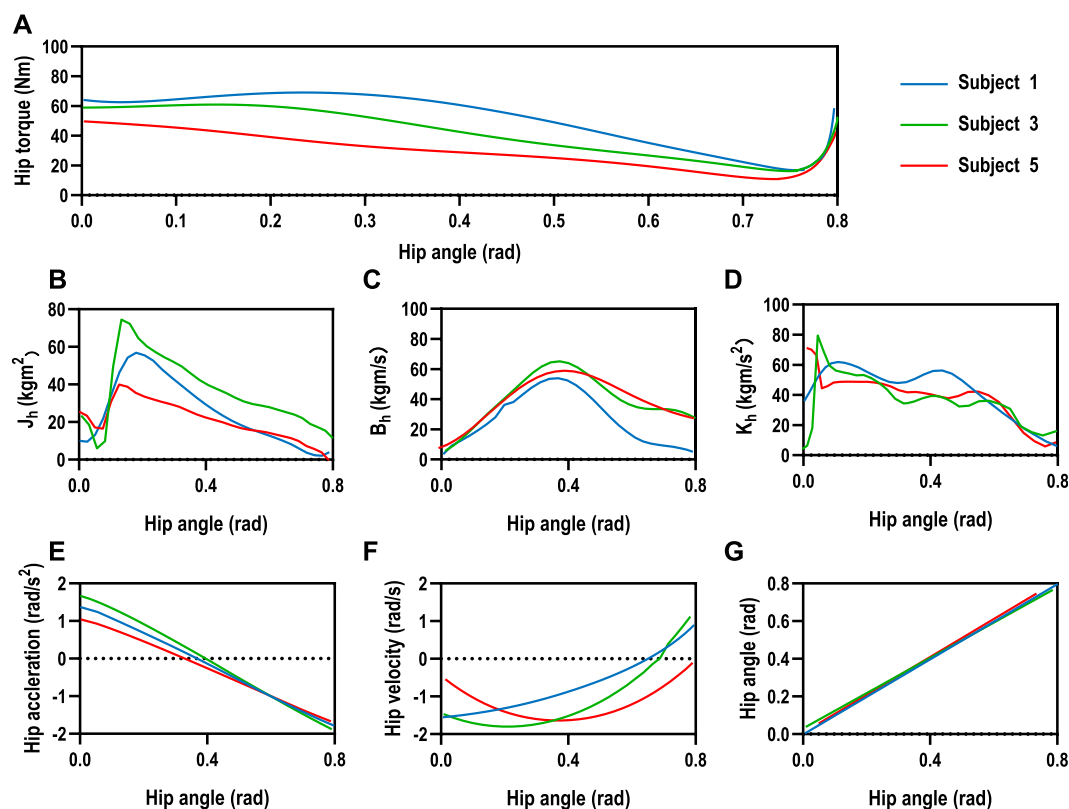 A
Hip torque (Nm)
100
80
60
40
20
0
0.0 0.1 0.2 0.3 0.4 0.5 0.6 0.7 0.8
Hip angle (rad)
Subject 1
Subject 3
Subject 5
B
J_h (kgm²)
80
60
40
20
0
0.0 0.4 0.8
Hip angle (rad)
C
B_h (kgm/s)
100
80
60
40
20
0
0.0 0.4 0.8
Hip angle (rad)
D
K_h (kgm/s²)
100
80
60
40
20
0
0.0 0.4 0.8
Hip angle (rad)
E
Hip accleration (rad/s²)
2
1
0
-1
-2
0.0 0.4 0.8
Hip angle (rad)
F
Hip velocity (rad/s)
2
1
0
-1
-2
0.0 0.4 0.8
Hip angle (rad)
G
Hip angle (rad)
0.8
0.6
0.4
0.2
0.0
0.0 0.4 0.8
Hip angle (rad)